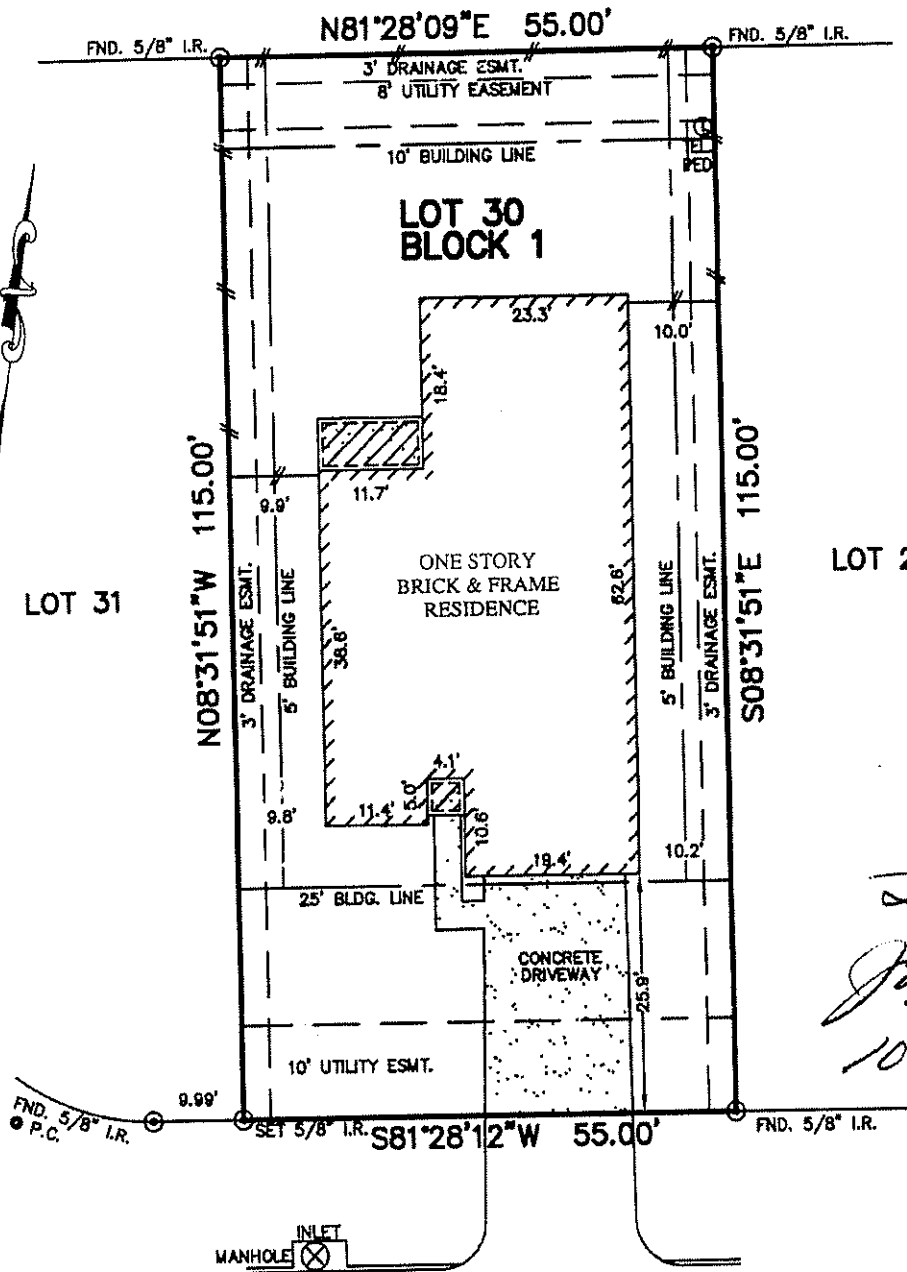 N81°28'09"E 55.00'
FND. 5/8" I.R.
FND. 5/8" I.R.
3' DRAINAGE ESMT.
8' UTILITY EASEMENT
10' BUILDING LINE
EL
PED
LOT 30
BLOCK 1
23.3'
10.0'
18.4'
11.7'
9.9'
N08°31'51"W 115.00'
S08°31'51"E 115.00'
ONE STORY
BRICK & FRAME
RESIDENCE
62.6'
38.6'
LOT 31
LOT 2
3' DRAINAGE ESMT.
5' BUILDING LINE
5' BUILDING LINE
3' DRAINAGE ESMT.
4.1'
5.0'
11.4'
9.8'
10.6'
19.4'
10.2'
25' BLDG. LINE
CONCRETE
DRIVEWAY
25.9'
10' UTILITY ESMT.
10
9.99'
FND. 5/8" I.R.
P.C.
SET 5/8" I.R.
S81°28'12"W 55.00'
FND. 5/8" I.R.
INLET
MANHOLE